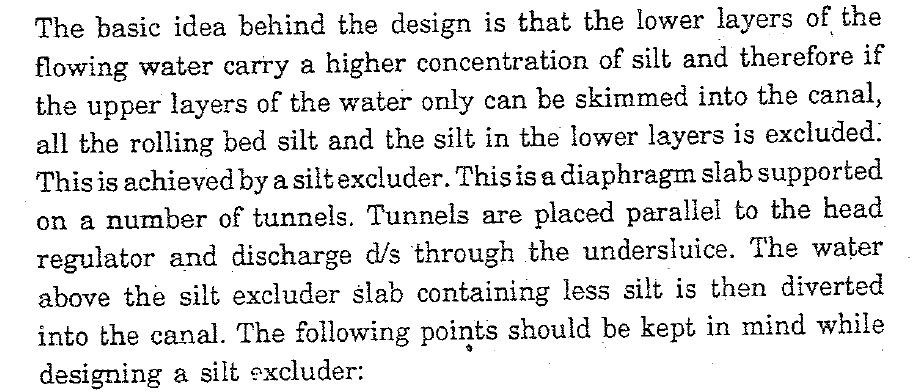 The basic idea behind the design is that the lower layers of the
flowing water carry a higher concentration of silt and therefore if
the upper layers of the water only can be skimmed into the canal,
all the rolling bed silt and the silt in the lower layers is excluded.
This is achieved by a silt excluder. This is a diaphragm slab supported
on a number of tunnels. Tunnels are placed parallel to the head
regulator and discharge d/s through the undersluice. The water
above the silt excluder slab containing less silt is then diverted
into the canal. The following points should be kept in mind while
designing a silt excluder: